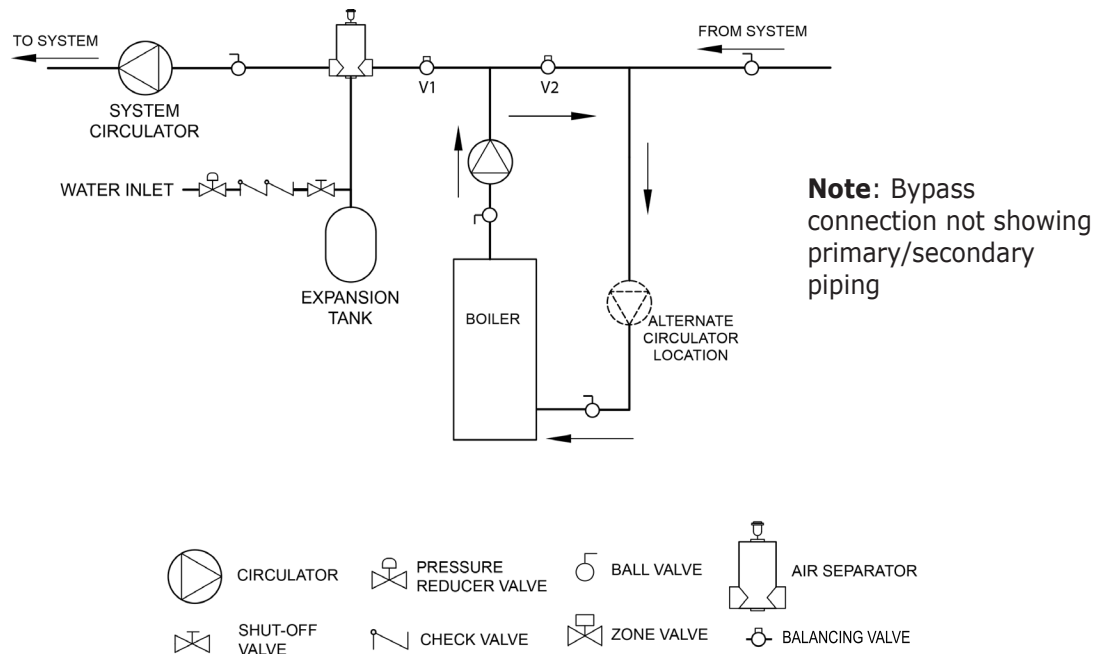 TO SYSTEM
FROM SYSTEM
V1
V2
SYSTEM
CIRCULATOR
WATER INLET
EXPANSION
TANK
BOILER
ALTERNATE
CIRCULATOR
LOCATION
Note: Bypass
connection not showing
primary/secondary
piping
CIRCULATOR
PRESSURE
REDUCER VALVE
BALL VALVE
AIR SEPARATOR
SHUT-OFF
VALVE
CHECK VALVE
ZONE VALVE
BALANCING VALVE